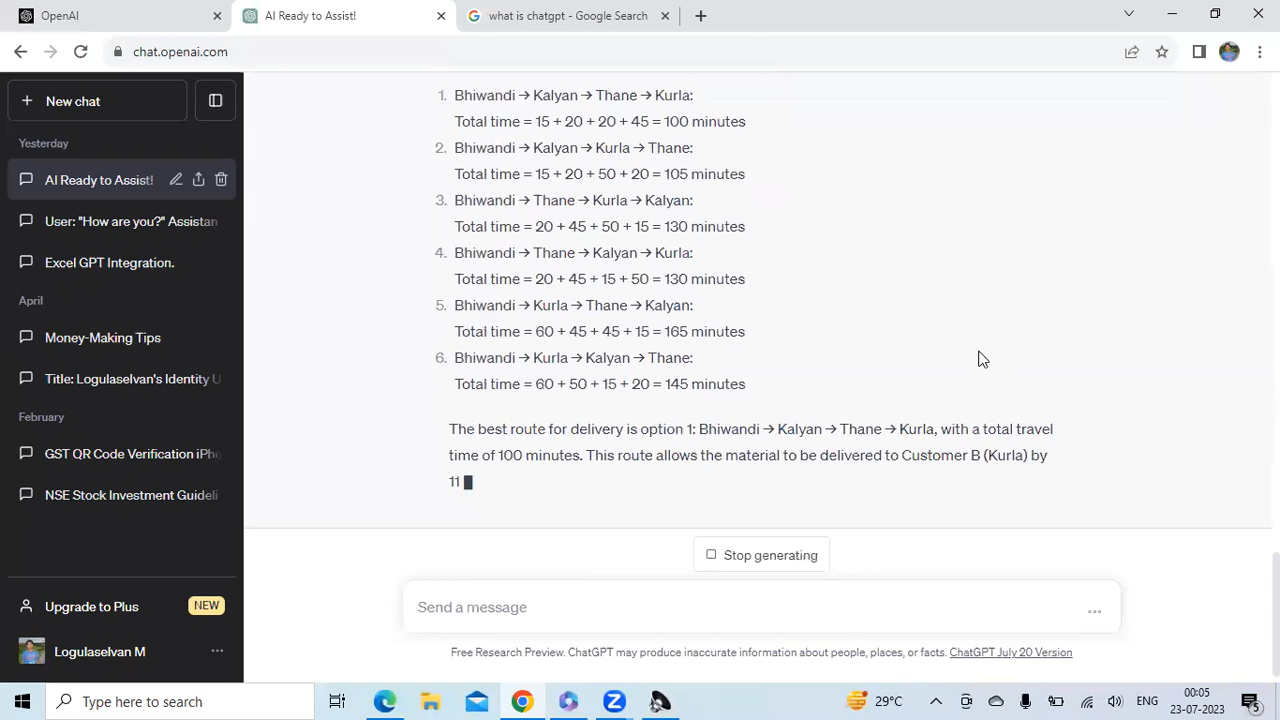 OpenAI
AI Ready to Assist!
what is chatgpt - Google Search
chat.openai.com
New chat
Yesterday
AI Ready to Assist!
User: "How are you?" Assistan
Excel GPT Integration.
April
Money-Making Tips
Title: Logulaselvan's Identity U
February
GST QR Code Verification iPho
NSE Stock Investment Guideli
Upgrade to Plus NEW
Logulaselvan M
1. Bhiwandi → Kalyan → Thane → Kurla:
Total time = 15 + 20 + 20 + 45 = 100 minutes
2. Bhiwandi → Kalyan → Kurla → Thane:
Total time = 15 + 20 + 50 + 20 = 105 minutes
3. Bhiwandi → Thane → Kurla → Kalyan:
Total time = 20 + 45 + 50 + 15 = 130 minutes
4. Bhiwandi → Thane → Kalyan → Kurla:
Total time = 20 + 45 + 15 + 50 = 130 minutes
5. Bhiwandi → Kurla → Thane → Kalyan:
Total time = 60 + 45 + 45 + 15 = 165 minutes
6. Bhiwandi → Kurla → Kalyan → Thane:
Total time = 60 + 50 + 15 + 20 = 145 minutes
The best route for delivery is option 1: Bhiwandi → Kalyan → Thane → Kurla, with a total travel
time of 100 minutes. This route allows the material to be delivered to Customer B (Kurla) by
11
Stop generating
Send a message
Free Research Preview. ChatGPT may produce inaccurate information about people, places, or facts. ChatGPT July 20 Version
Type here to search
29°C
ENG
00:05
23-07-2023
5